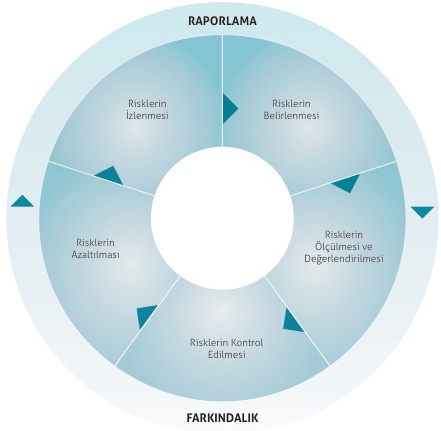 RAPORLAMA
Risklerin
Belirlenmesi
Risklerin
Ölçülmesi ve
Değerlendirilmesi
Risklerin Kontrol
Edilmesi
Risklerin
Azaltılması
Risklerin
İzlenmesi
FARKINDALIK